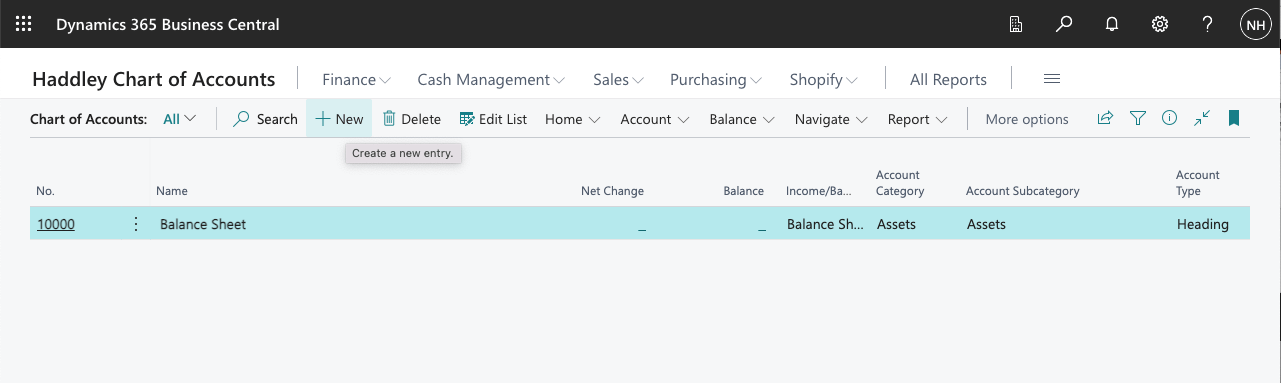 Dynamics 365 Business Central
NH
Haddley Chart of Accounts Finance Cash Management Sales Purchasing Shopify All Reports
Chart of Accounts: All Search New Delete Edit List Home Account Balance Navigate Report More options
Create a new entry.
No. Name Net Change Balance Income/Ba... Account Category Account Subcategory Account Type
10000 Balance Sheet _ _ Balance Sh... Assets Assets Heading